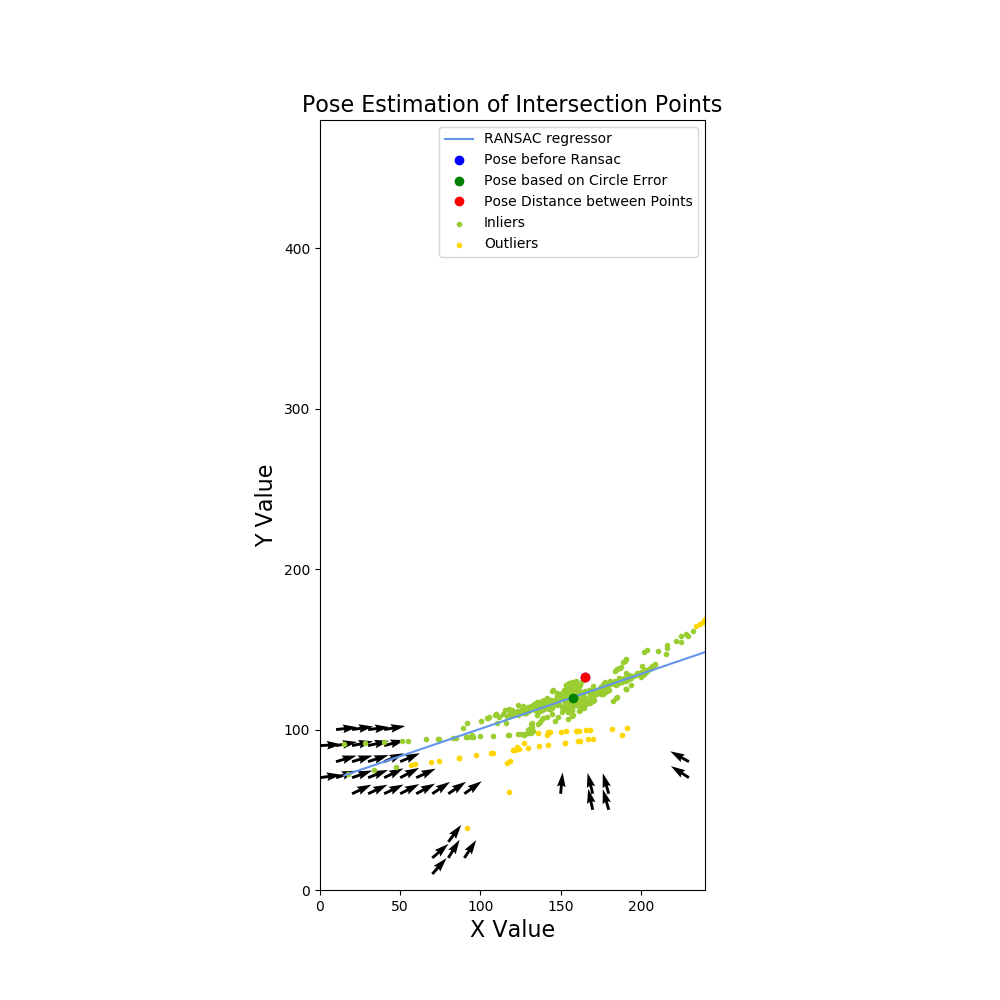 Pose Estimation of Intersection Points
RANSAC regressor
Pose before Ransac
Pose based on Circle Error
Pose Distance between Points
Inliers
Outliers
400
300
200
100
0
Y Value
0 50 100 150 200
X Value